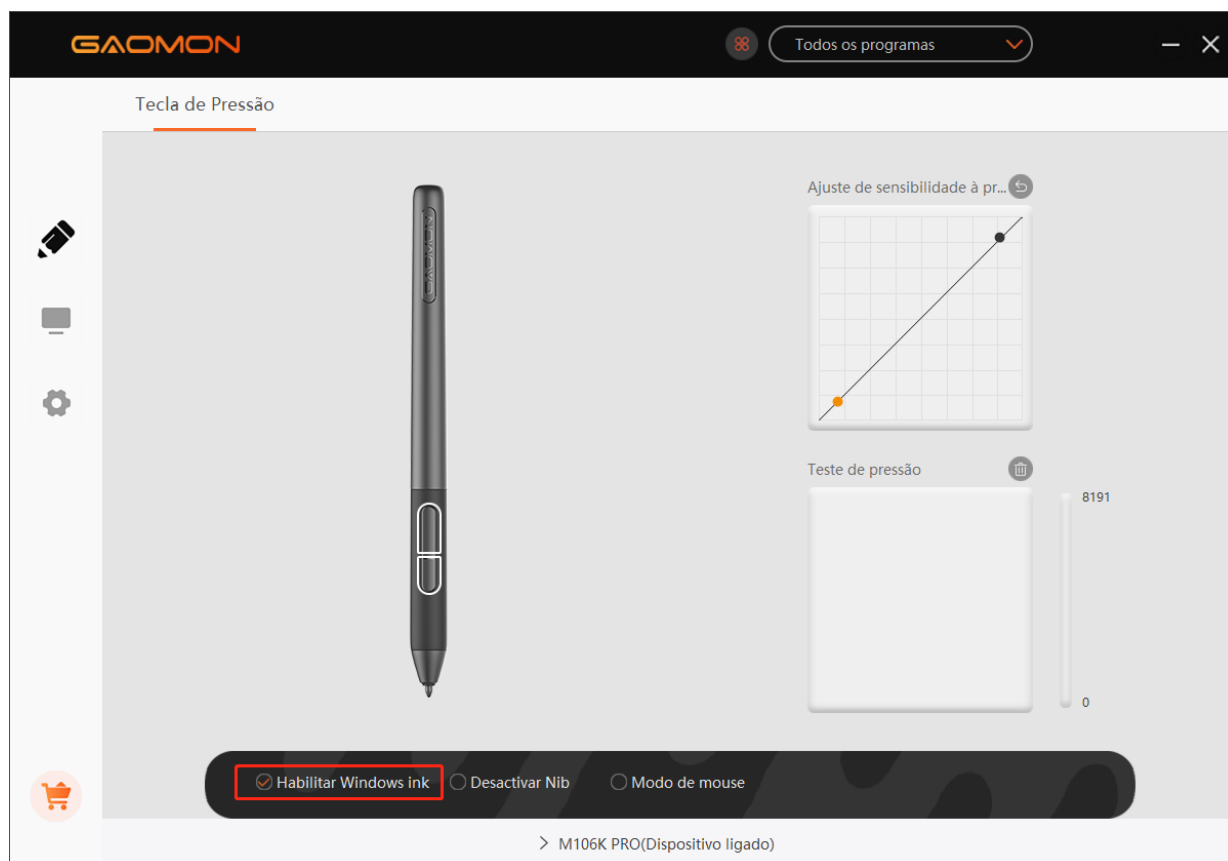 GAOMON
Todos os programas
Tecla de Pressão
Ajuste de sensibilidade à pr...
GAOMON
Teste de pressão
8191
0
Habilitar Windows ink
Desactivar Nib
Modo de mouse
M106K PRO(Dispositivo ligado)